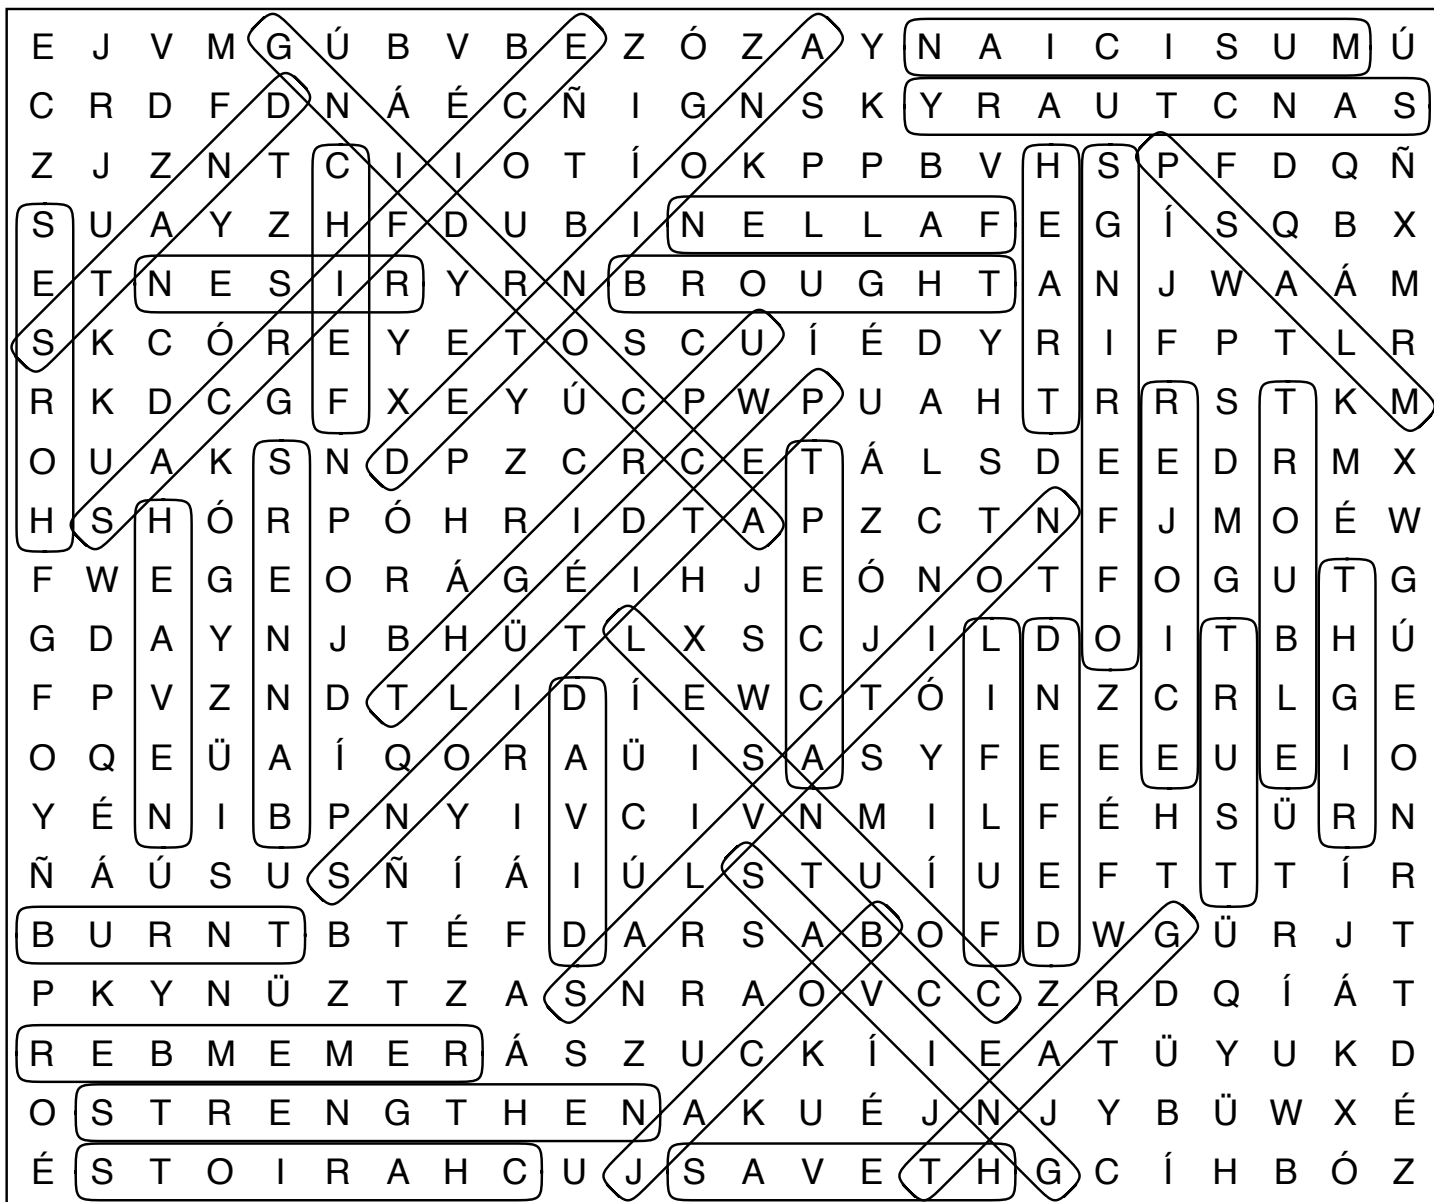 E J V M G Ú B V B E Z Ó Z A Y N A I C I S U M Ú
C R D F D N Á É C Ñ I G N S K Y R A U T C N A S
Z J Z N T C I I O T Í O K P P B V H S P F D Q Ñ
S U A Y Z H F D U B I N E L L A F E G Í S Q B X
E T N E S I R Y R N B R O U G H T A N J W A Á M
S K C Ó R E Y E T O S C U Í É D Y R I F P T L R
R K D C G F X E Y Ú C P W P U A H T R R S T K M
O U A K S N D P Z C R C E T Á L S D E E D R M X
H S H Ó R P Ó H R I D T A P Z C T N F J M O É W
F W E G E O R Á G É I H J E Ó N O T F O G U T G
G D A Y N J B H Ü T L X S C J I L D O I T B H Ú
F P V Z N D T L I D Í E W C T Ó I N Z C R L G E
O Q E Ü A Í Q O R A Ü I S A S Y F E E E U E I O
Y É N I B P N Y I V C I V N M I L F É H S Ü R N
Ñ Á Ú S U S Ñ Í Á I Ú L S T U Í U E F T T T Í R
B U R N T B T É F D A R S A B O F D W G Ü R J T
P K Y N Ü Z T Z A S N R A O V C C Z R D Q Í Á T
R E B M E M E R Á S Z U C K Í I E A T Ü Y U K D
O S T R E N G T H E N A K U É J N J Y B Ü W X É
É S T O I R A H C U J S A V E T H G C Í H B Ó Z